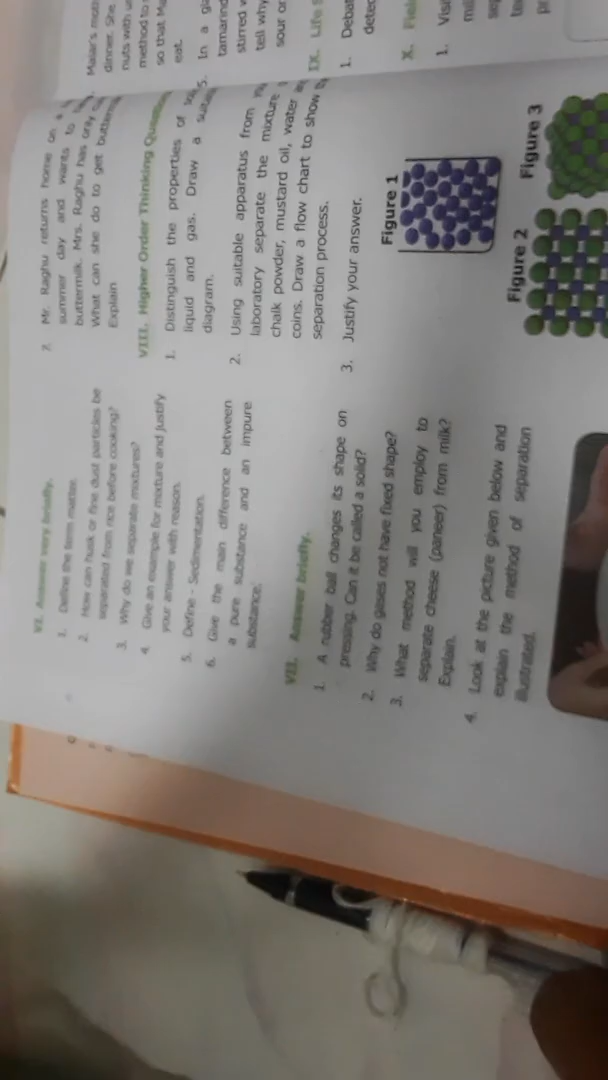 VI. Answer very briefly.
1. Define the term matter.
2. How can husk or fine dust particles be
separated from rice before cooking?
3. Why do we separate mixtures?
4. Give an example for mixture and justify
your answer with reason.
5. Define - Sedimentation.
6. Give the main difference between
a pure substance and an impure
substance.
VII. Answer briefly.
1. A rubber ball changes its shape on
pressing. Can it be called a solid?
2. Why do gases not have fixed shape?
3. What method will you employ to
separate cheese (paneer) from milk?
Explain.
4. Look at the picture given below and
explain the method of separation
illustrated.
7. Mr. Raghu returns home on a
summer day and wants to
buttermilk. Mrs. Raghu has only
What can she do to get
Explain
VIII. Higher Order Thinking
1. Distinguish the properties of
liquid and gas. Draw a
diagram.
2. Using suitable apparatus from
laboratory separate the mixture
chalk powder, mustard oil, water
coins. Draw a flow chart to show
separation process.
3. Justify your answer.
Figure 1
Figure 2
Figure 3
dinner. She
nuts with
method to
so that
eat.
5. In a
tamarind
stirred
tell why
sour or
IX. Life
1.
X.
1.